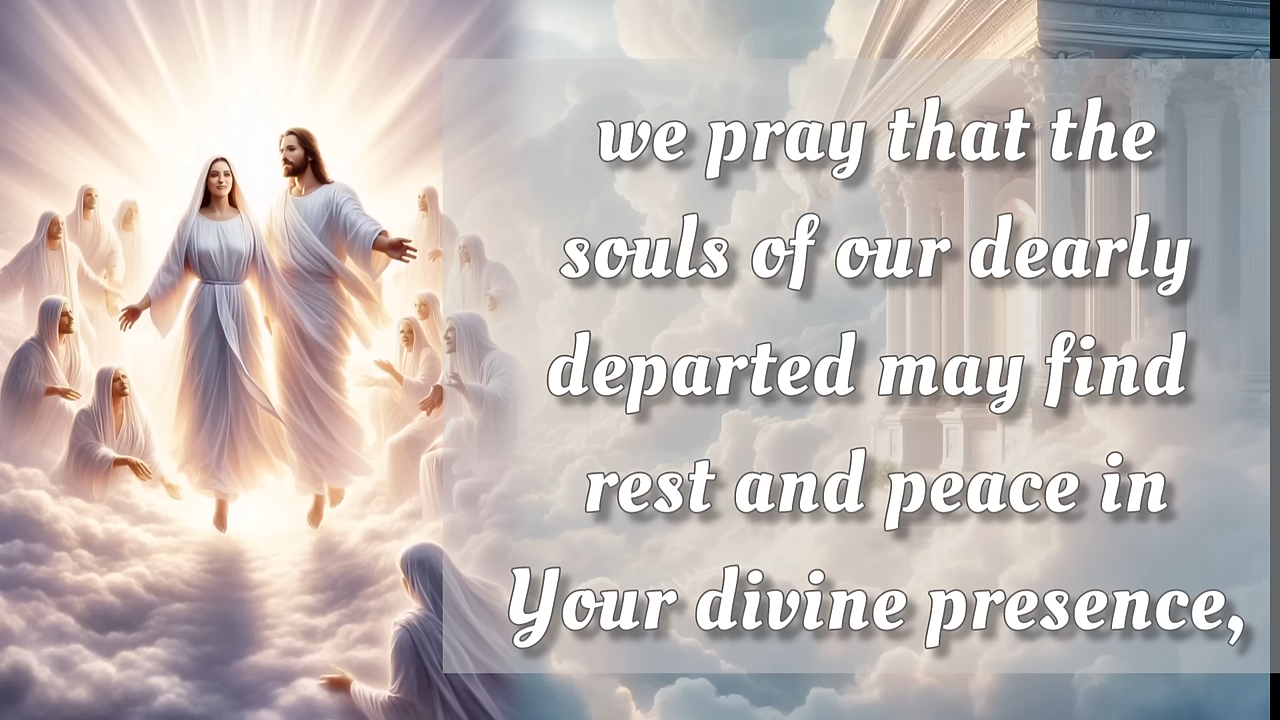 we pray that the
souls of our dearly
departed may find
rest and peace in
Your divine presence,